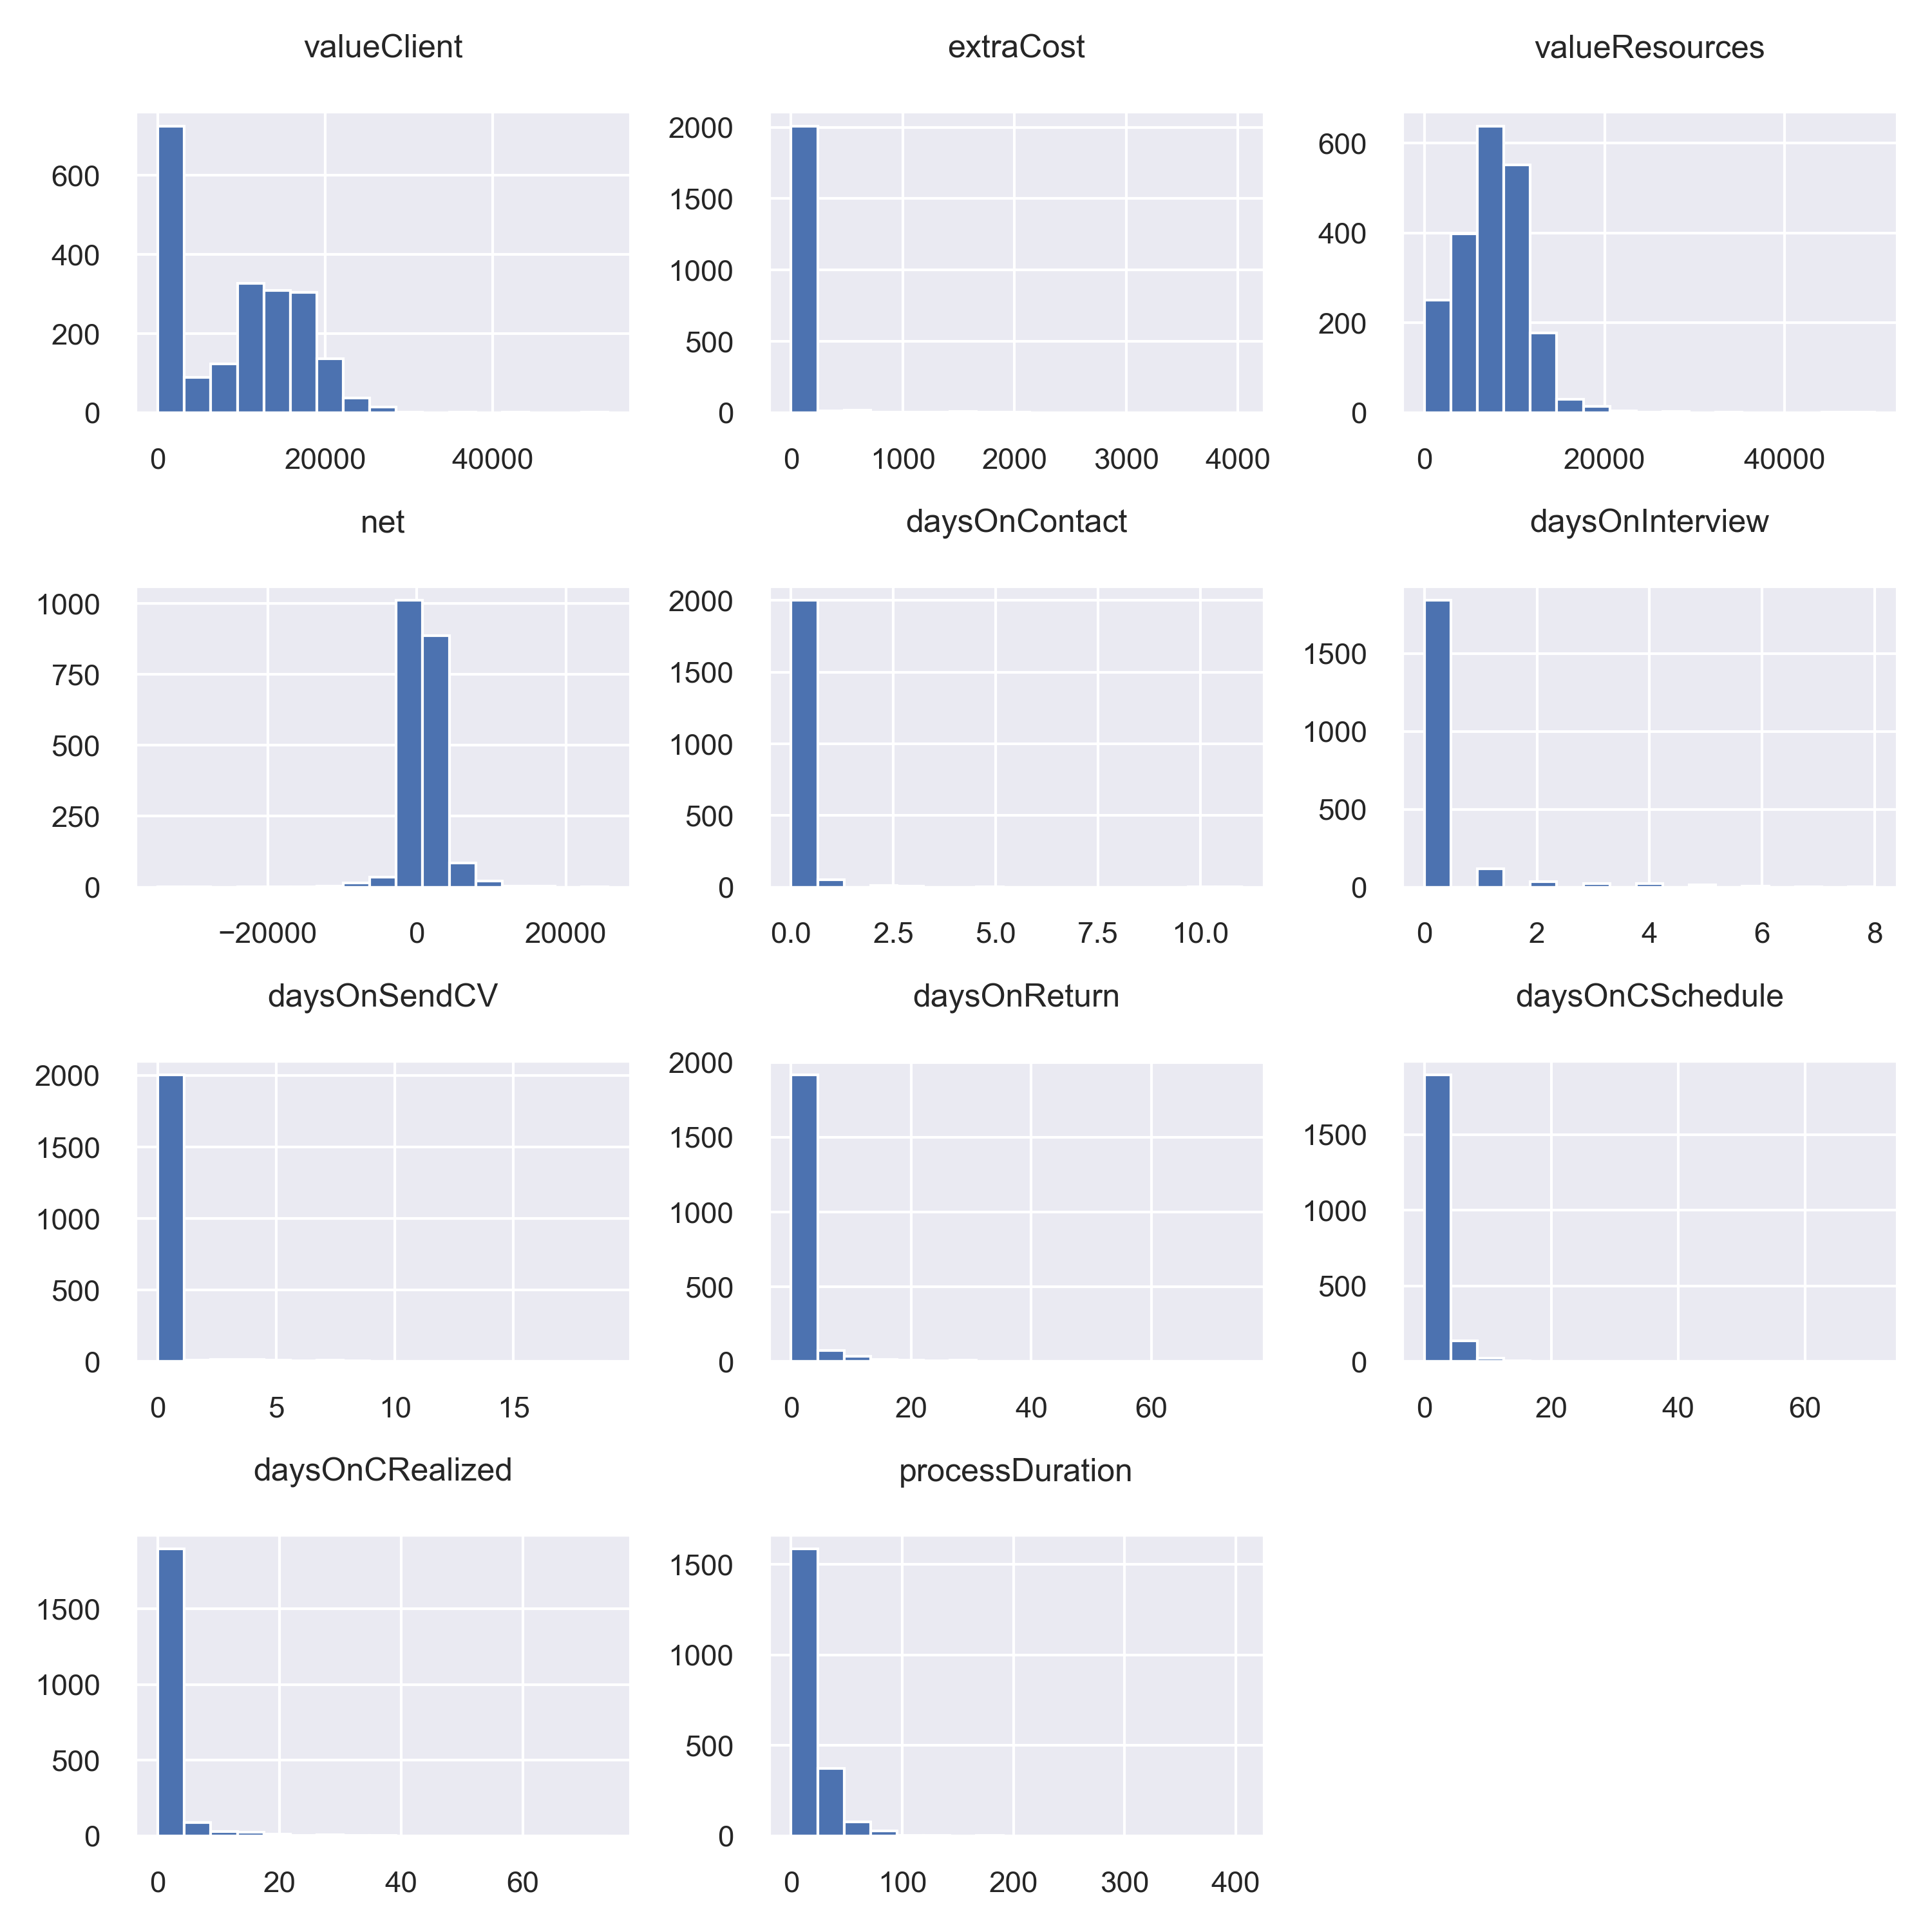 valueClient
extraCost
valueResources
600
400
200
0
0 20000 40000
2000
1500
1000
500
0
0 1000 2000 3000 4000
600
400
200
0
0 20000 40000
net
daysOnContact
daysOnInterview
1000
750
500
250
0
−20000 0 20000
2000
1500
1000
500
0
0.0 2.5 5.0 7.5 10.0
1500
1000
500
0
0 2 4 6 8
daysOnSendCV
daysOnReturn
daysOnCSchedule
2000
1500
1000
500
0
0 5 10 15
2000
1500
1000
500
0
0 20 40 60
1500
1000
500
0
0 20 40 60
daysOnCRealized
processDuration
1500
1000
500
0
0 20 40 60
1500
1000
500
0
0 100 200 300 400